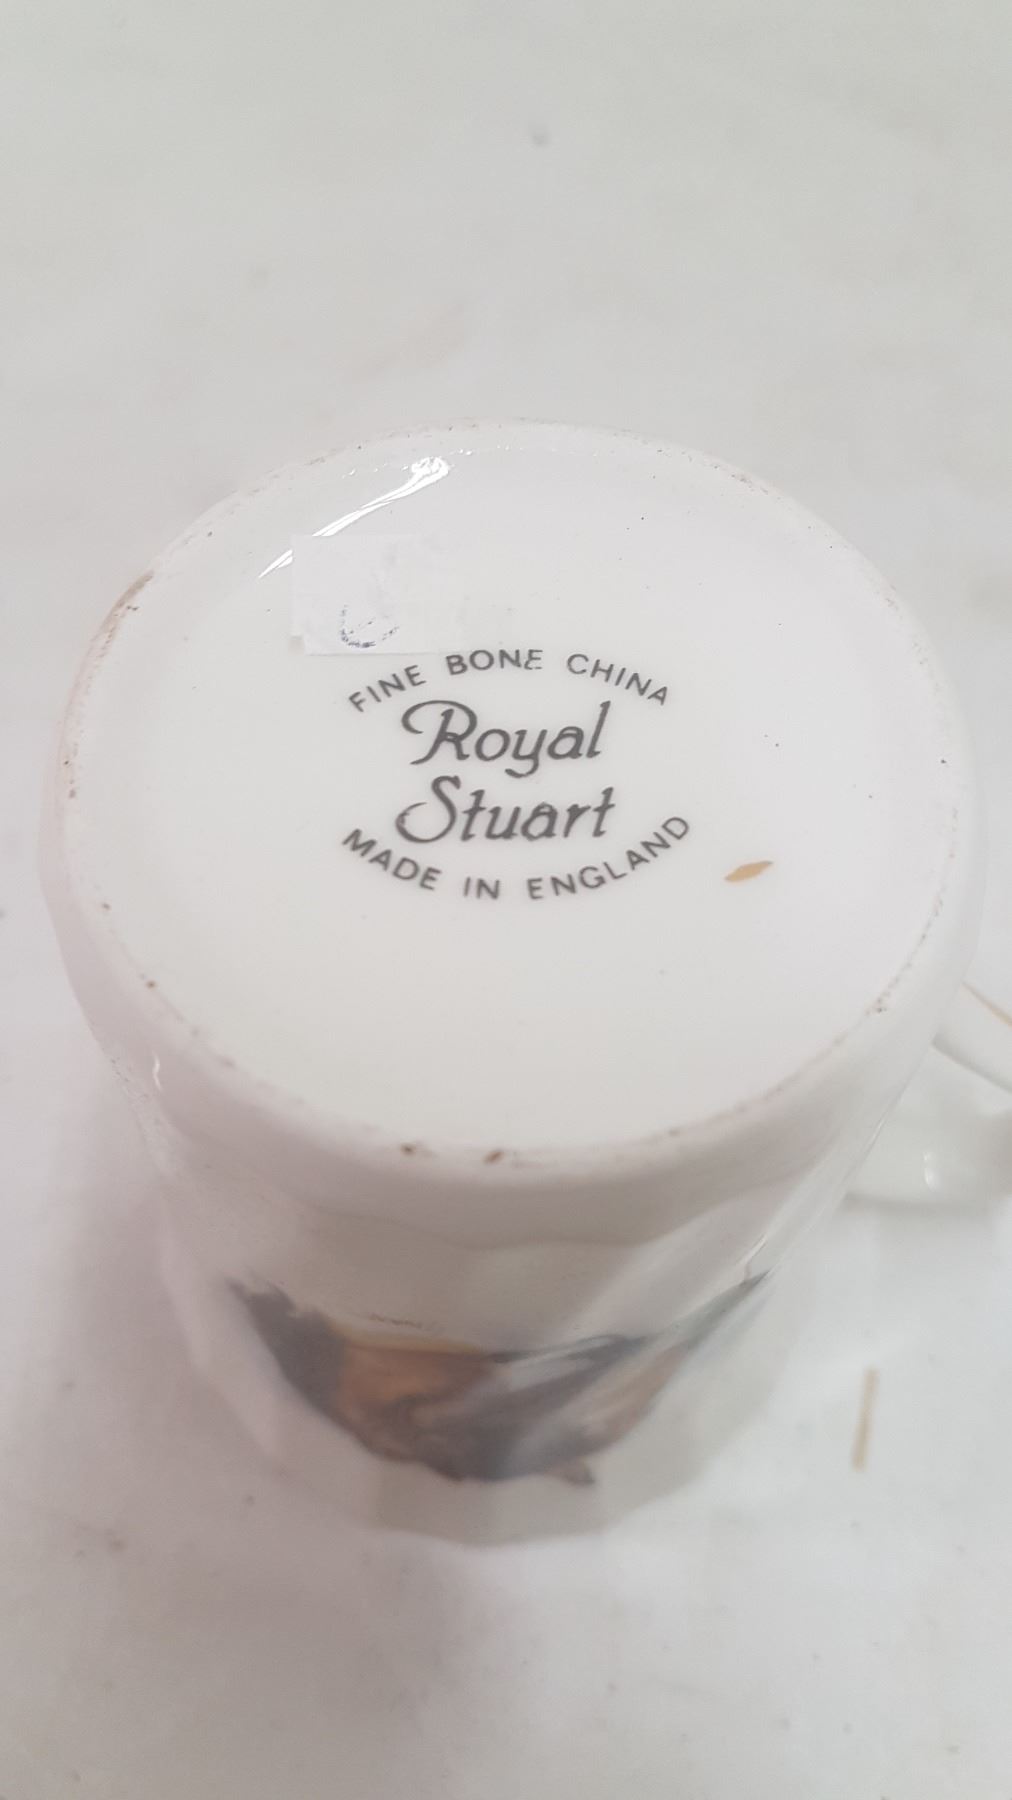 FINE BONE CHINA
Royal
Stuart
MADE IN ENGLAND